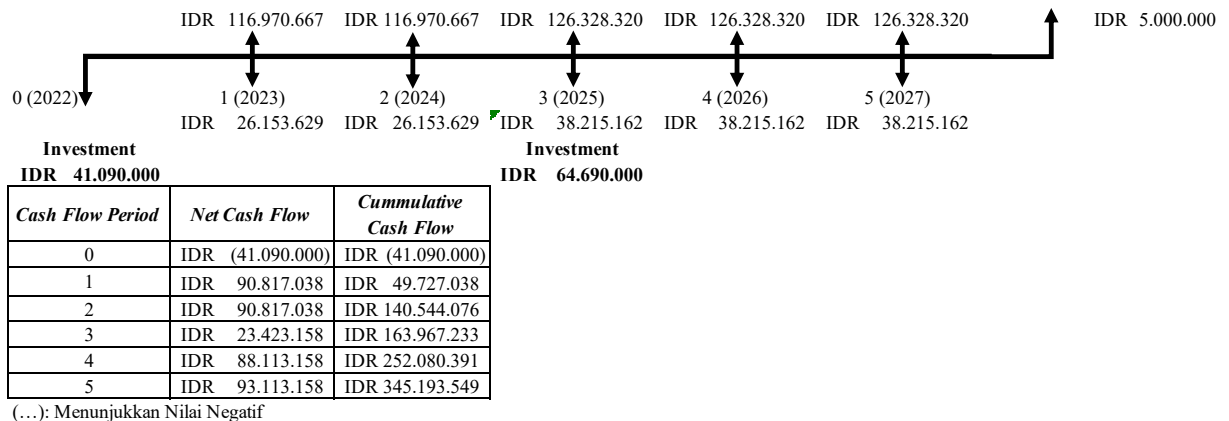 IDR 116.970.667 IDR 116.970.667 IDR 126.328.320 IDR 126.328.320 IDR 126.328.320 IDR 5.000.000
0 (2022) 1 (2023) 2 (2024) 3 (2025) 4 (2026) 5 (2027)
IDR 26.153.629 IDR 26.153.629 IDR 38.215.162 IDR 38.215.162 IDR 38.215.162
Investment Investment
IDR 41.090.000 IDR 64.690.000
Cash Flow Period Net Cash Flow Cummulative
Cash Flow
0 IDR (41.090.000) IDR (41.090.000)
1 IDR 90.817.038 IDR 49.727.038
2 IDR 90.817.038 IDR 140.544.076
3 IDR 23.423.158 IDR 163.967.233
4 IDR 88.113.158 IDR 252.080.391
5 IDR 93.113.158 IDR 345.193.549
(…): Menunjukkan Nilai Negatif